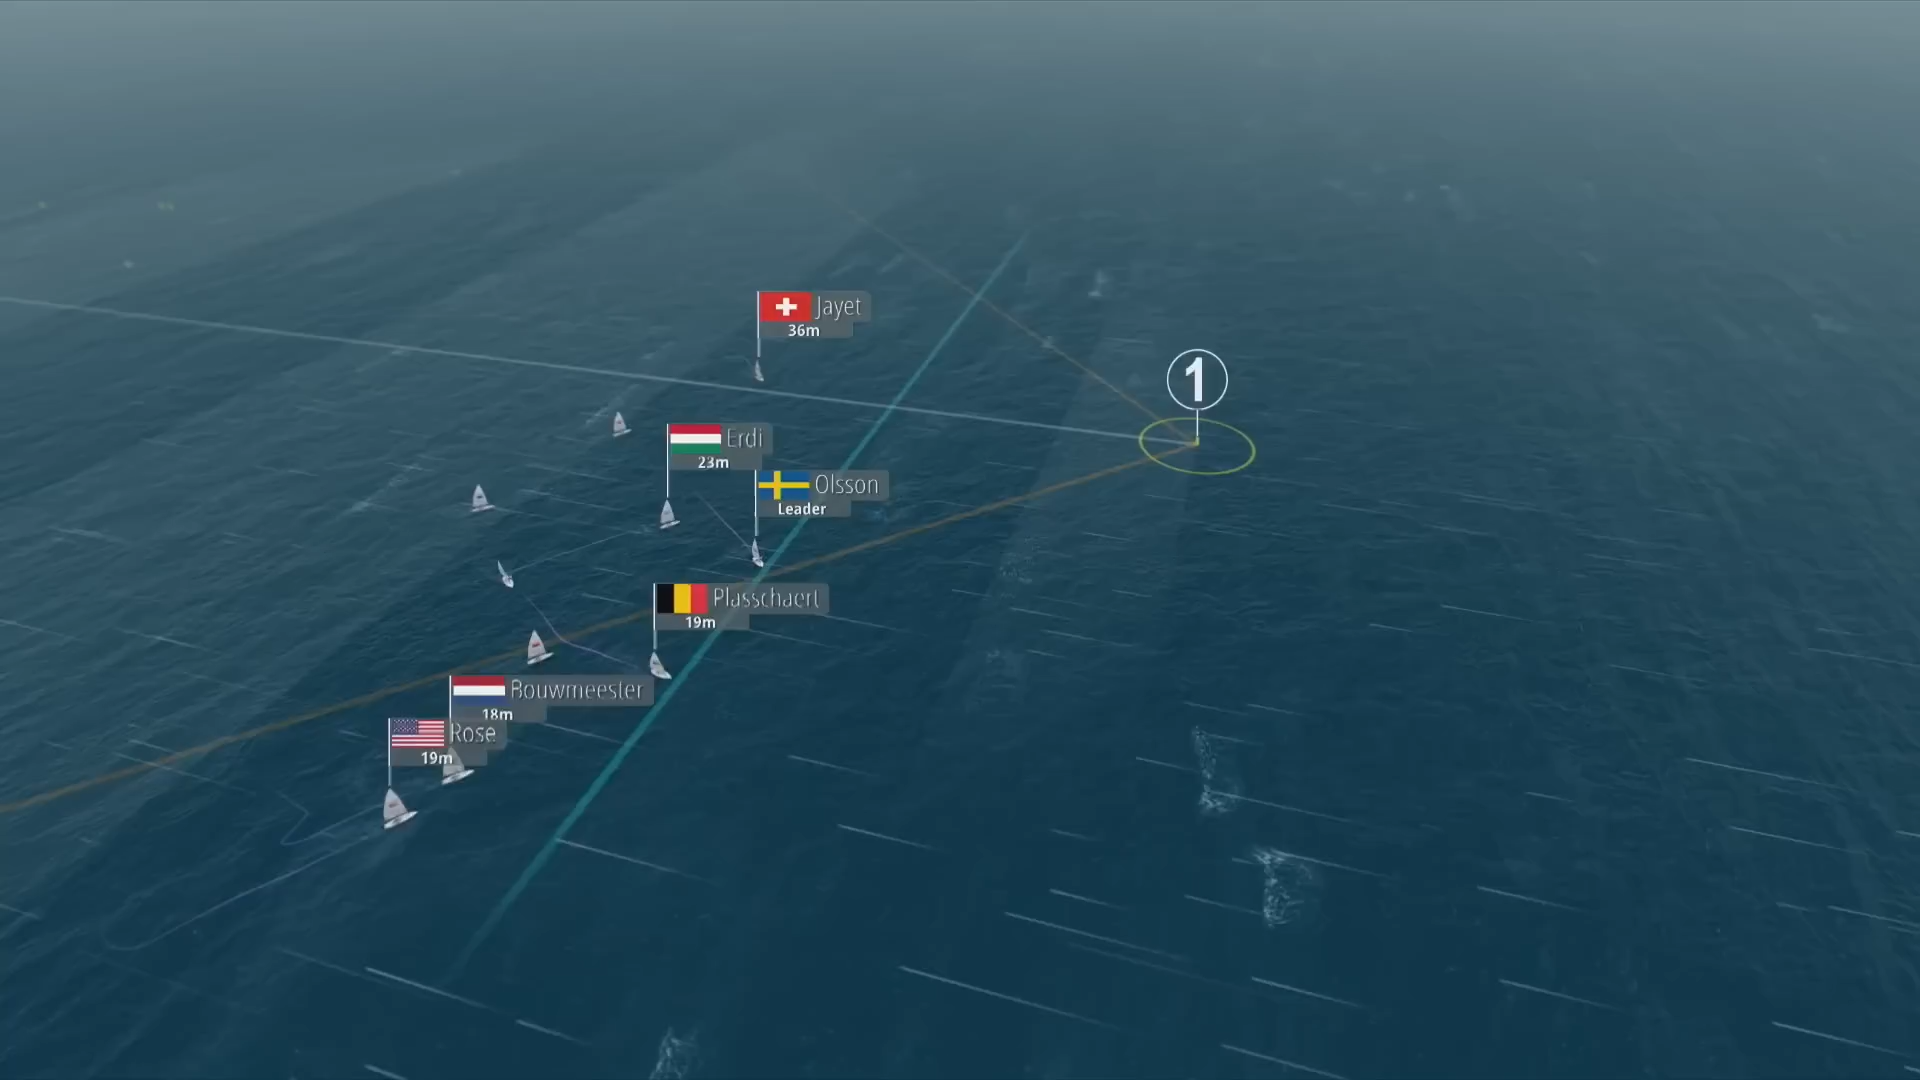 Jayet
36m
1
Erdi
23m
Olsson
Leader
Plasschaert
19m
Bouwmeester
18m
Rose
19m